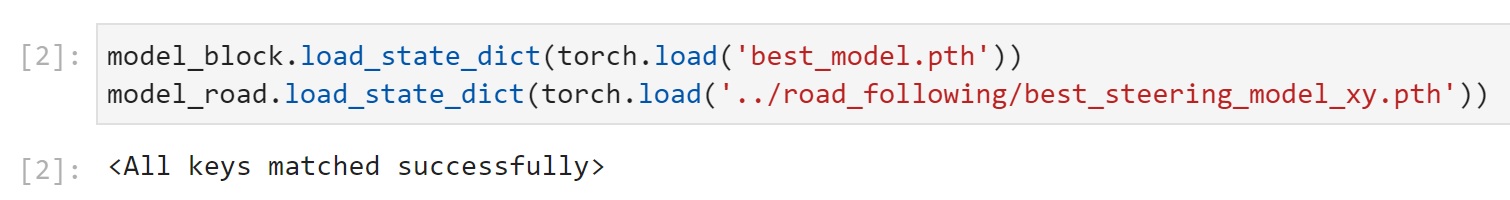 [2]: model_block.load_state_dict(torch.load('best_model.pth'))
model_road.load_state_dict(torch.load('../road_following/best_steering_model_xy.pth'))
[2]: <All keys matched successfully>